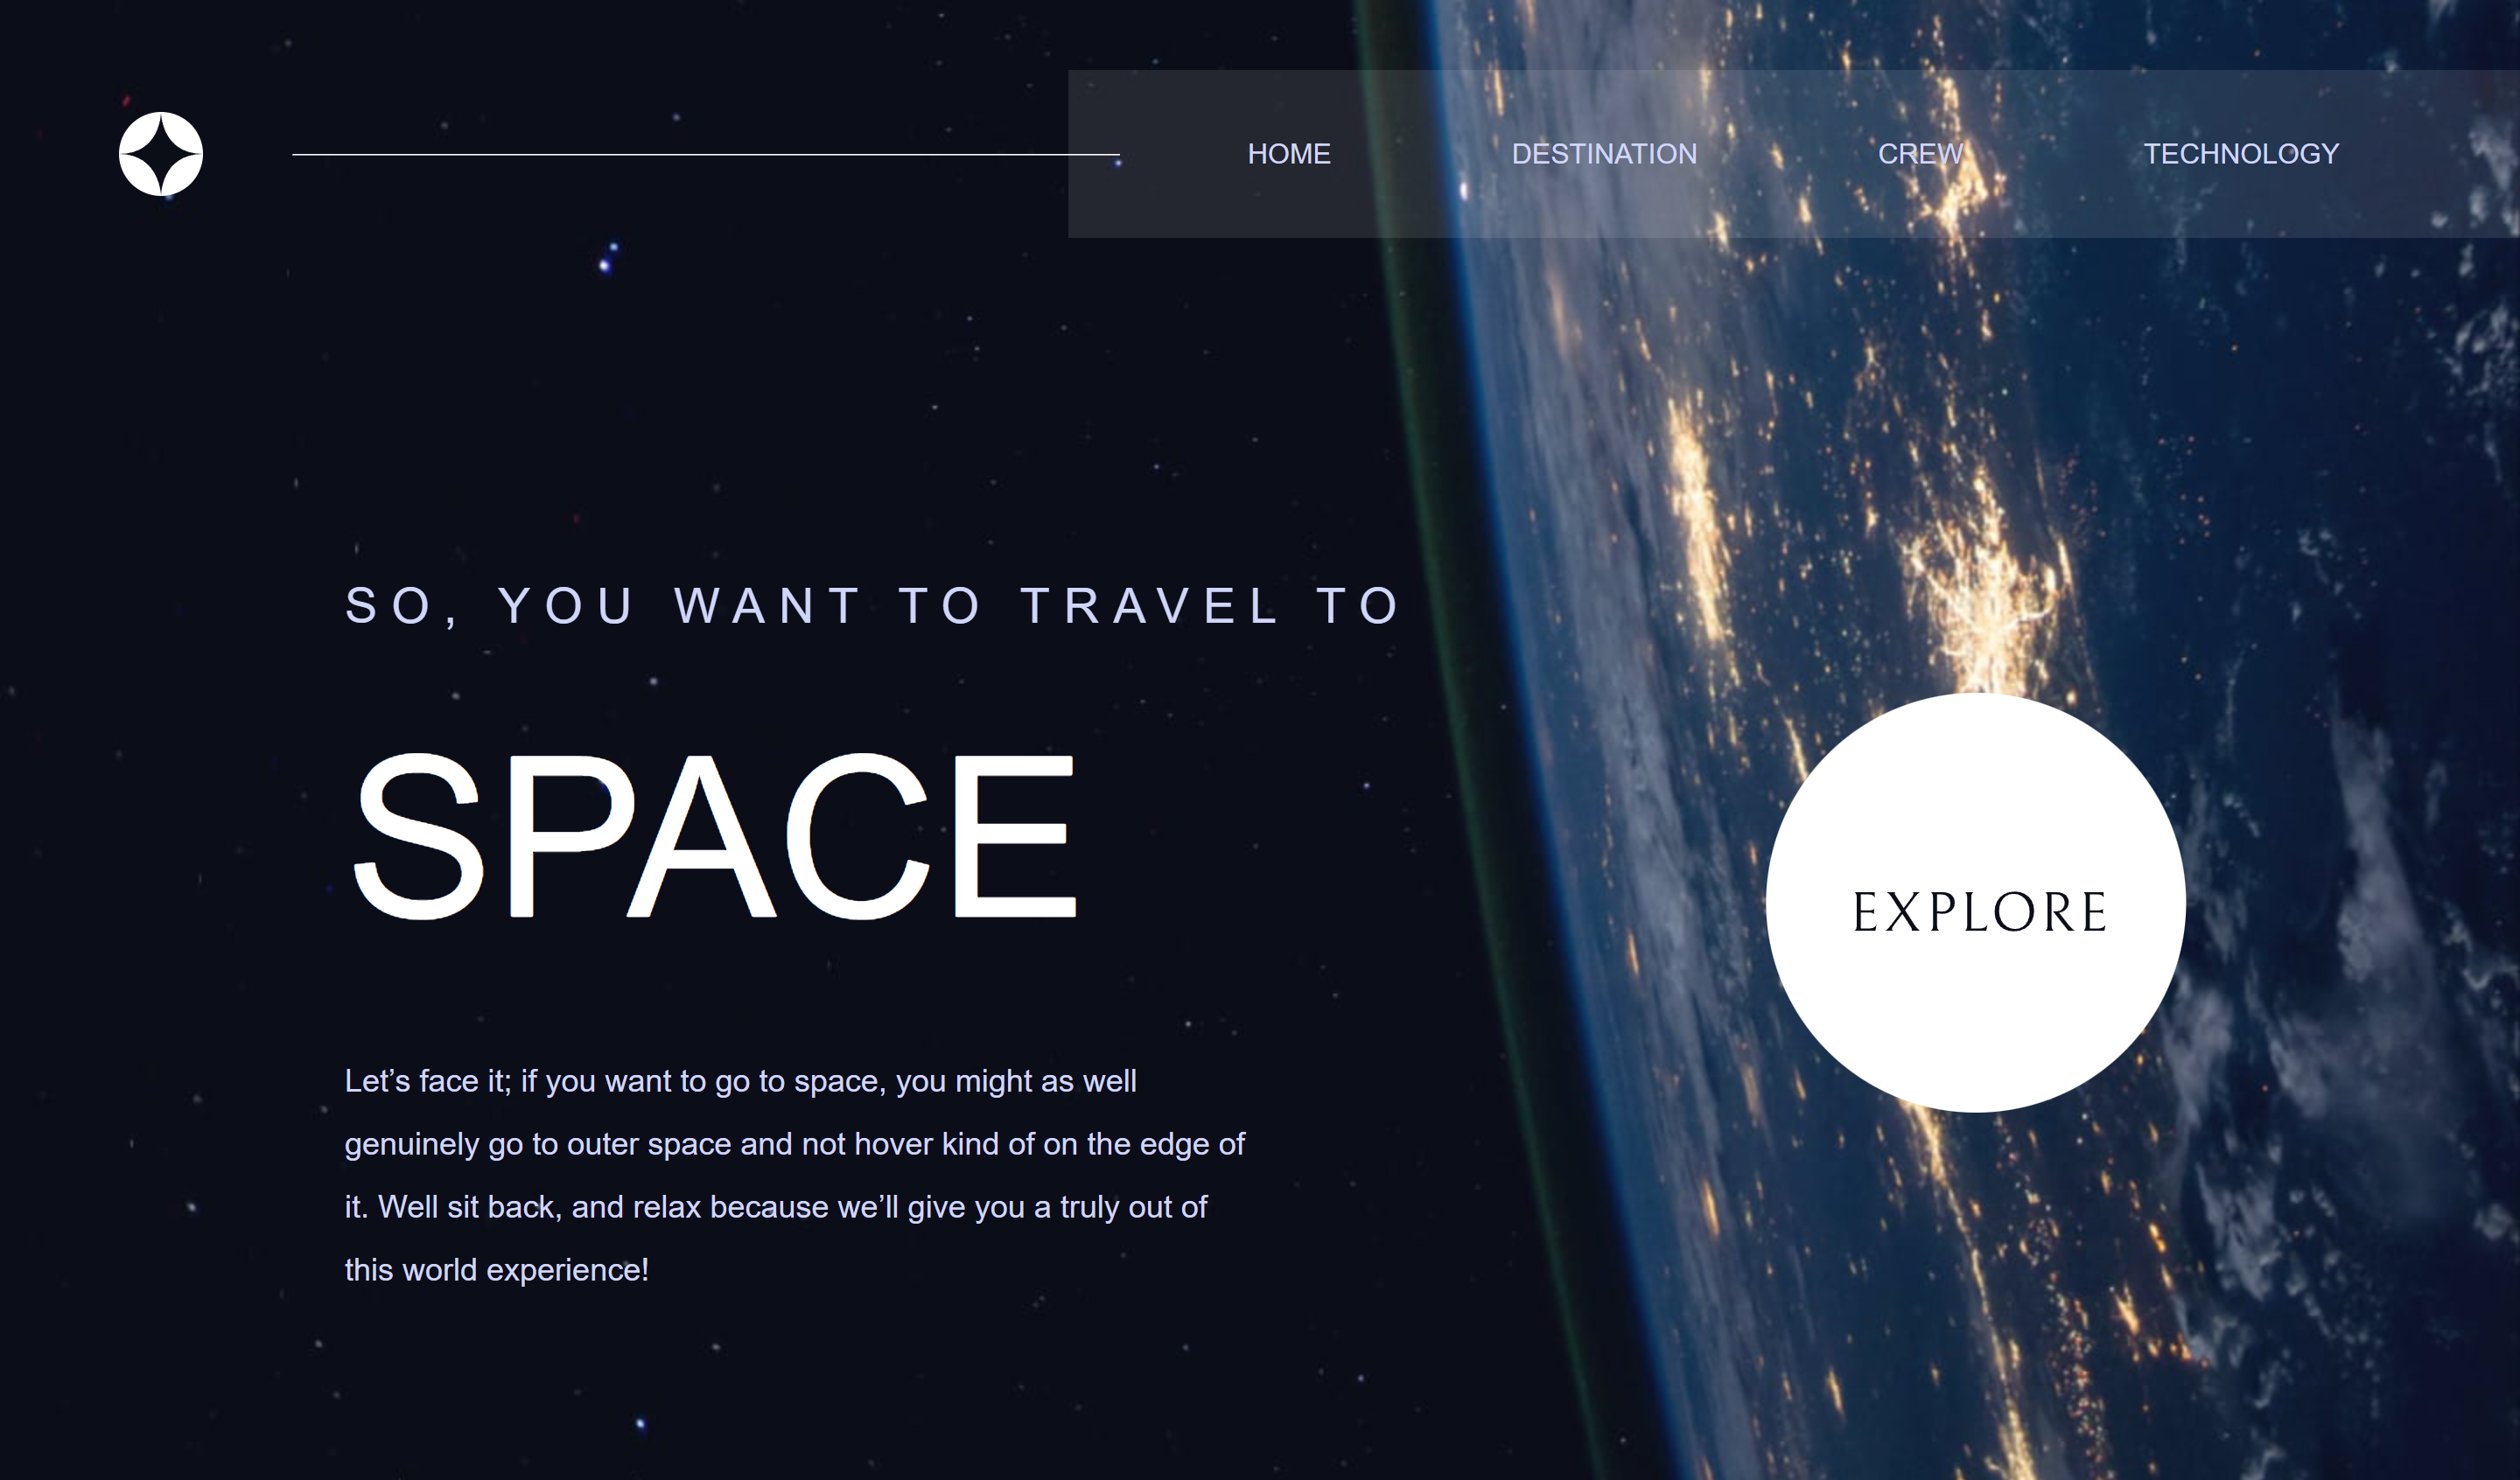 HOME DESTINATION CREW TECHNOLOGY
SO, YOU WANT TO TRAVEL TO
SPACE
Let’s face it; if you want to go to space, you might as well
genuinely go to outer space and not hover kind of on the edge of
it. Well sit back, and relax because we’ll give you a truly out of
this world experience!
EXPLORE